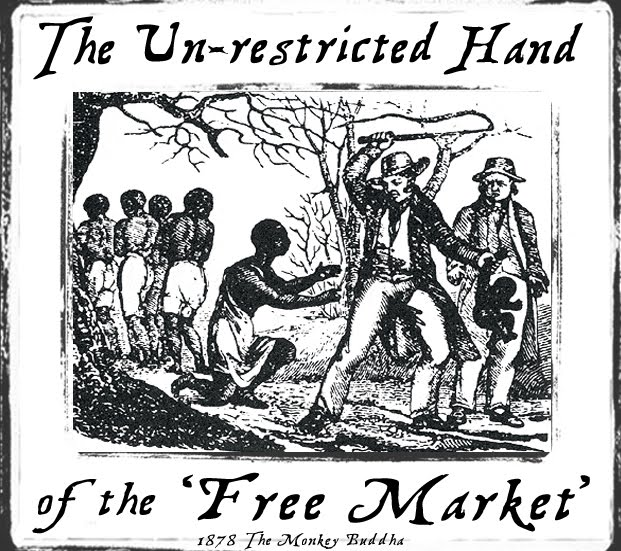 The Un-restricted Hand
of the 'Free Market'
1878 The Monkey Buddha